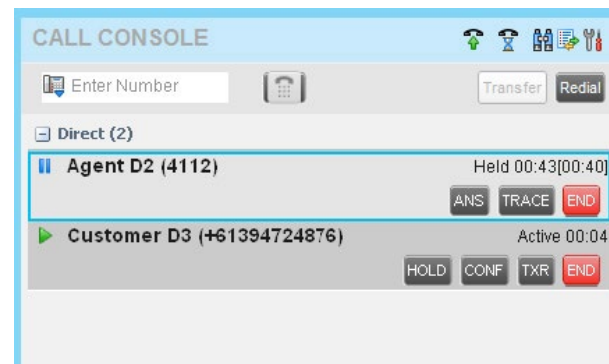 CALL CONSOLE
Enter Number
Transfer Redial
Direct (2)
Agent D2 (4112) Held 00:43[00:40]
ANS TRACE END
Customer D3 (+61394724876) Active 00:04
HOLD CONF TXR END